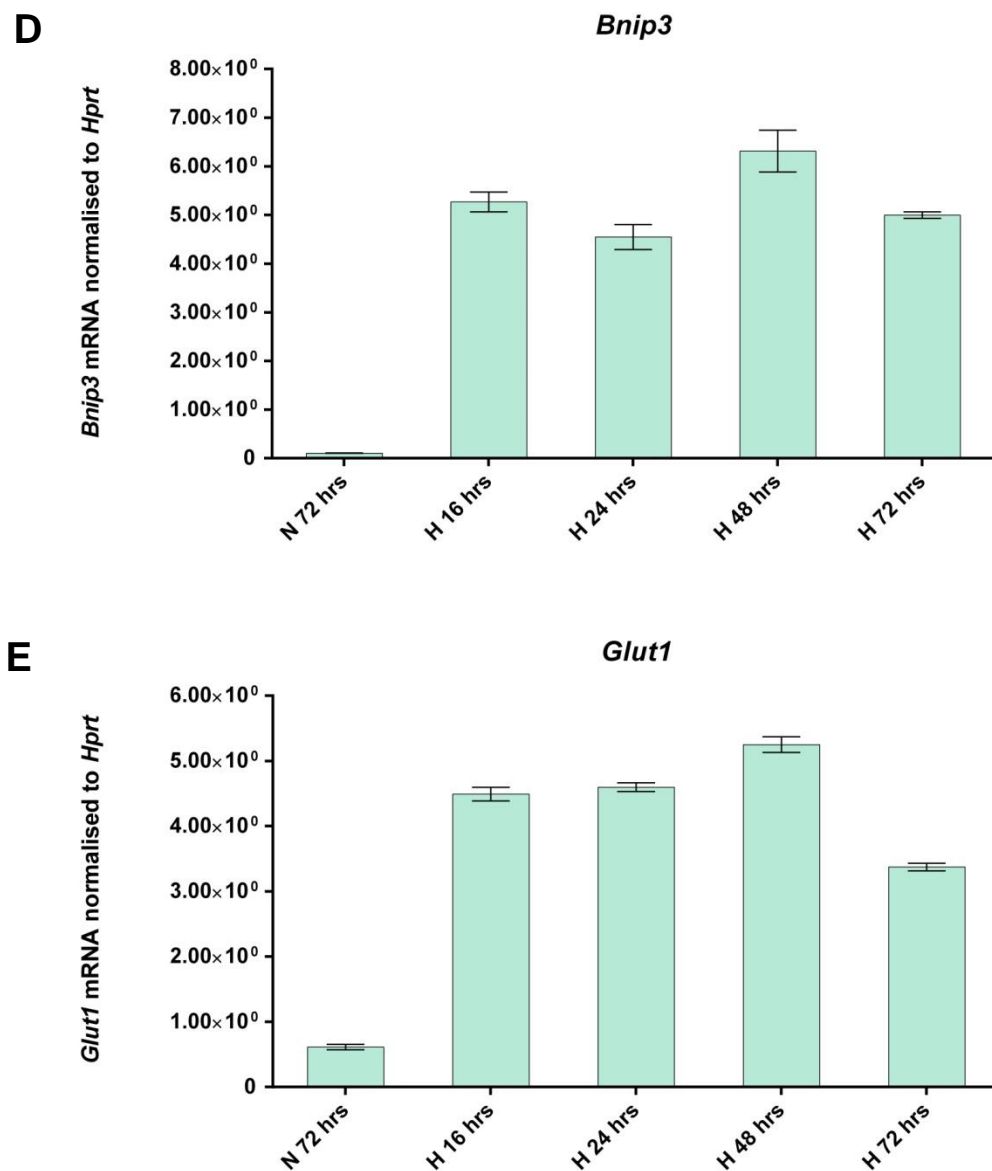 D
Bnip3
Bnip3 mRNA normalised to Hprt
8.00×10⁰
7.00×10⁰
6.00×10⁰
5.00×10⁰
4.00×10⁰
3.00×10⁰
2.00×10⁰
1.00×10⁰
0
N 72 hrs
H 16 hrs
H 24 hrs
H 48 hrs
H 72 hrs
E
Glut1
Glut1 mRNA normalised to Hprt
6.00×10⁰
5.00×10⁰
4.00×10⁰
3.00×10⁰
2.00×10⁰
1.00×10⁰
0
N 72 hrs
H 16 hrs
H 24 hrs
H 48 hrs
H 72 hrs